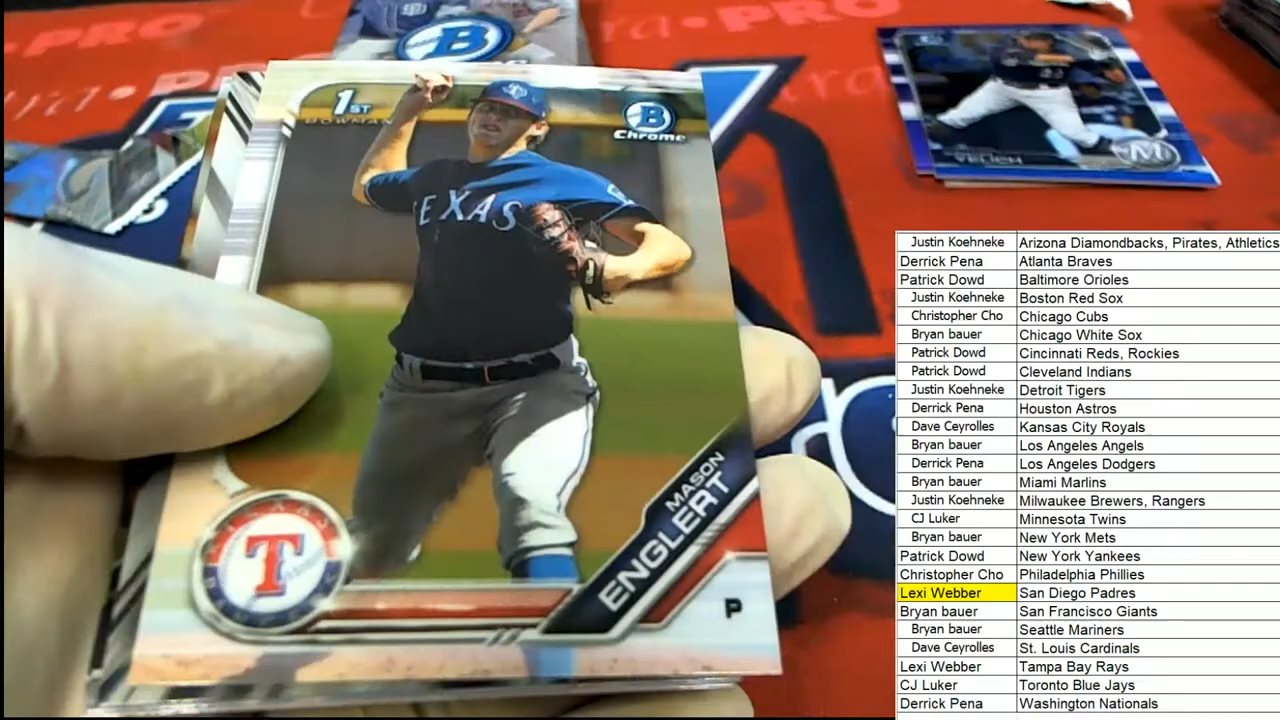 PRO
B
1ST
BOWMAN
B
Chrome
TEXAS
MASON
ENGLERT
T
P
YELICH
M
Justin Koehneke Arizona Diamondbacks, Pirates, Athletics
Derrick Pena Atlanta Braves
Patrick Dowd Baltimore Orioles
Justin Koehneke Boston Red Sox
Christopher Cho Chicago Cubs
Bryan bauer Chicago White Sox
Patrick Dowd Cincinnati Reds, Rockies
Patrick Dowd Cleveland Indians
Justin Koehneke Detroit Tigers
Derrick Pena Houston Astros
Dave Ceyrolles Kansas City Royals
Bryan bauer Los Angeles Angels
Derrick Pena Los Angeles Dodgers
Bryan bauer Miami Marlins
Justin Koehneke Milwaukee Brewers, Rangers
CJ Luker Minnesota Twins
Bryan bauer New York Mets
Patrick Dowd New York Yankees
Christopher Cho Philadelphia Phillies
Lexi Webber San Diego Padres
Bryan bauer San Francisco Giants
Bryan bauer Seattle Mariners
Dave Ceyrolles St. Louis Cardinals
Lexi Webber Tampa Bay Rays
CJ Luker Toronto Blue Jays
Derrick Pena Washington Nationals